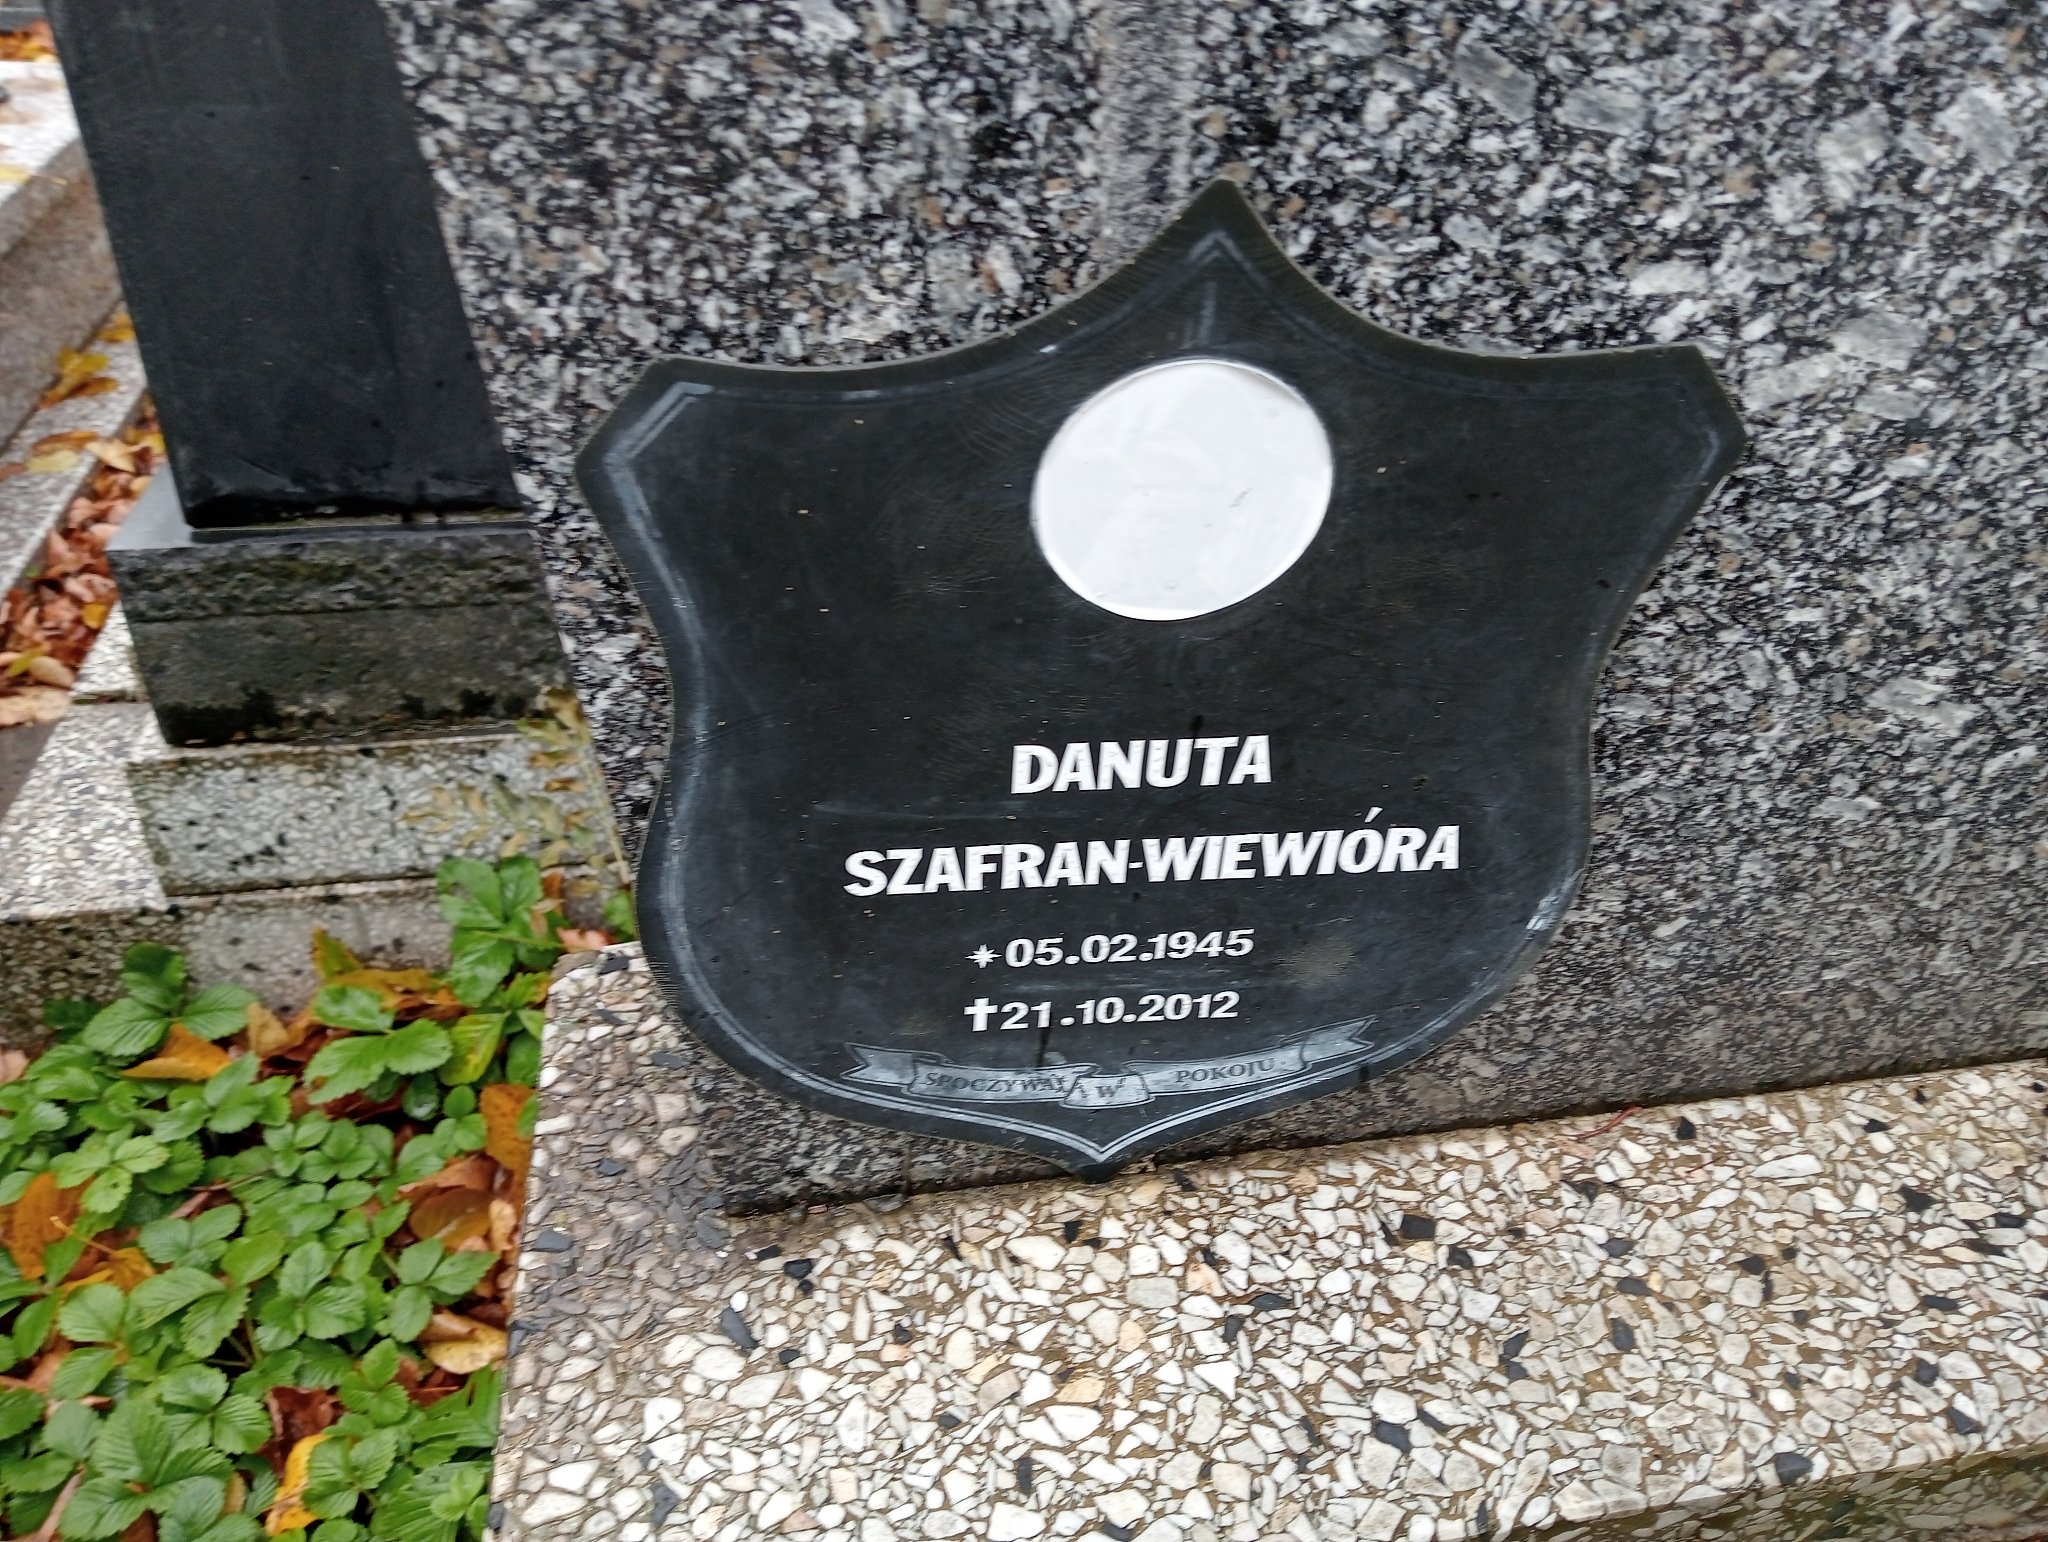 DANUTA
SZAFRAN-WIEWIÓRA
* 05.02.1945
✝ 21.10.2012
SPOCZYWAJ W POKOJU